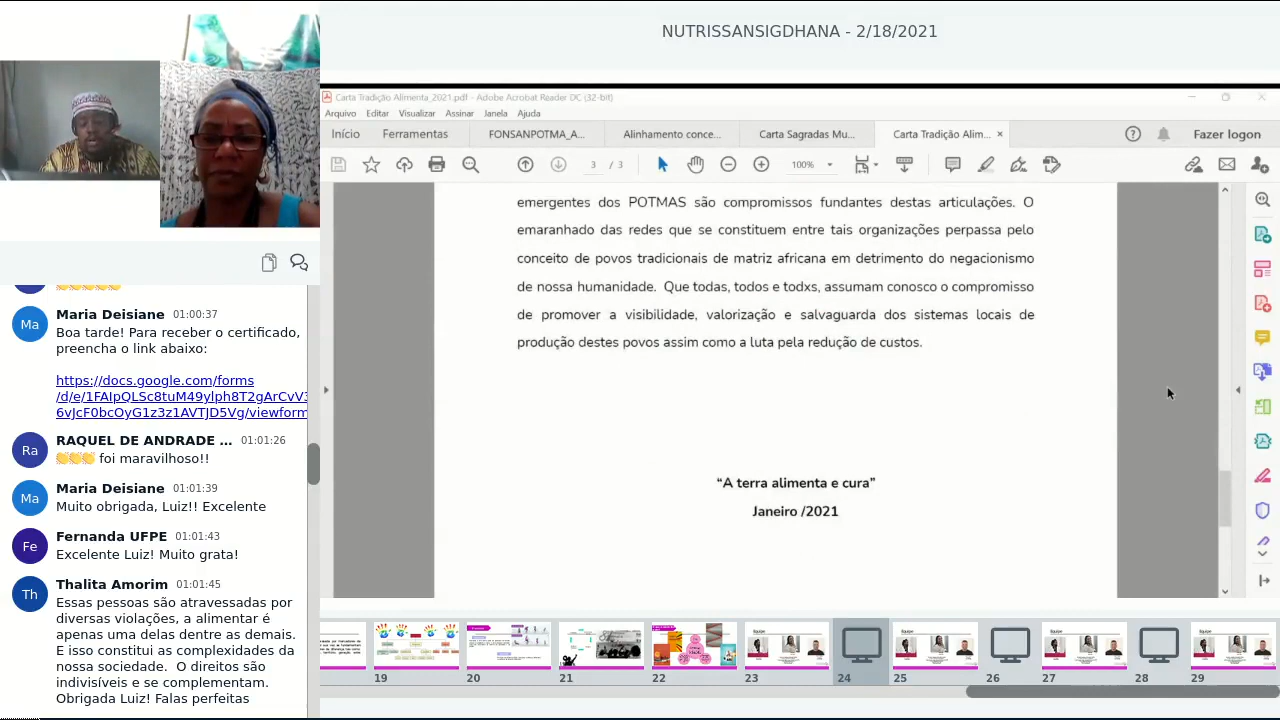 NUTRISSANSIGDHANA - 2/18/2021
Carta Tradição Alimenta_2021.pdf - Adobe Acrobat Reader DC (32-bit)
Arquivo Editar Visualizar Assinar Janela Ajuda
Início Ferramentas FONSANPOTMA_A... Alinhamento conce... Carta Sagradas Mu... Carta Tradição Alim... × Fazer logon
3 / 3 100%
emergentes dos POTMAS são compromissos fundantes destas articulações. O
emaranhado das redes que se constituem entre tais organizações perpassa pelo
conceito de povos tradicionais de matriz africana em detrimento do negacionismo
de nossa humanidade. Que todas, todos e todxs, assumam conosco o compromisso
de promover a visibilidade, valorização e salvaguarda dos sistemas locais de
produção destes povos assim como a luta pela redução de custos.
“A terra alimenta e cura”
Janeiro /2021
Ma Maria Deisiane 01:00:37
Boa tarde! Para receber o certificado,
preencha o link abaixo:
https://docs.google.com/forms
/d/e/1FAIpQLSc8tuM49ylph8T2gArCvV3
6vJcF0bcOyG1z3z1AVTJD5Vg/viewform
Ra RAQUEL DE ANDRADE ... 01:01:26
👏👏👏 foi maravilhoso!!
Ma Maria Deisiane 01:01:39
Muito obrigada, Luiz!! Excelente
Fe Fernanda UFPE 01:01:43
Excelente Luiz! Muito grata!
Th Thalita Amorim 01:01:45
Essas pessoas são atravessadas por
diversas violações, a alimentar é
apenas uma delas dentre as demais.
E isso constitui as complexidades da
nossa sociedade. O direitos são
indivisíveis e se complementam.
Obrigada Luiz! Falas perfeitas
Equipe Equipe Equipe Equipe
19 20 21 22 23 24 25 26 27 28 29